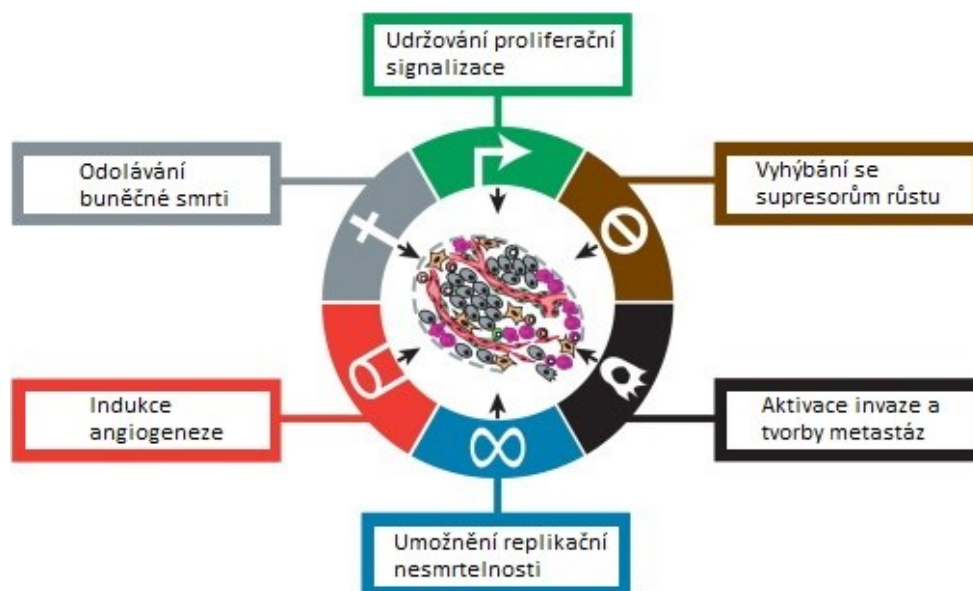 Udržování proliferační
signalizace
Odolávání
buněčné smrti
Vyhýbání se
supresorům růstu
Indukce
angiogeneze
Aktivace invaze a
tvorby metastáz
Umožnění replikační
nesmrtelnosti